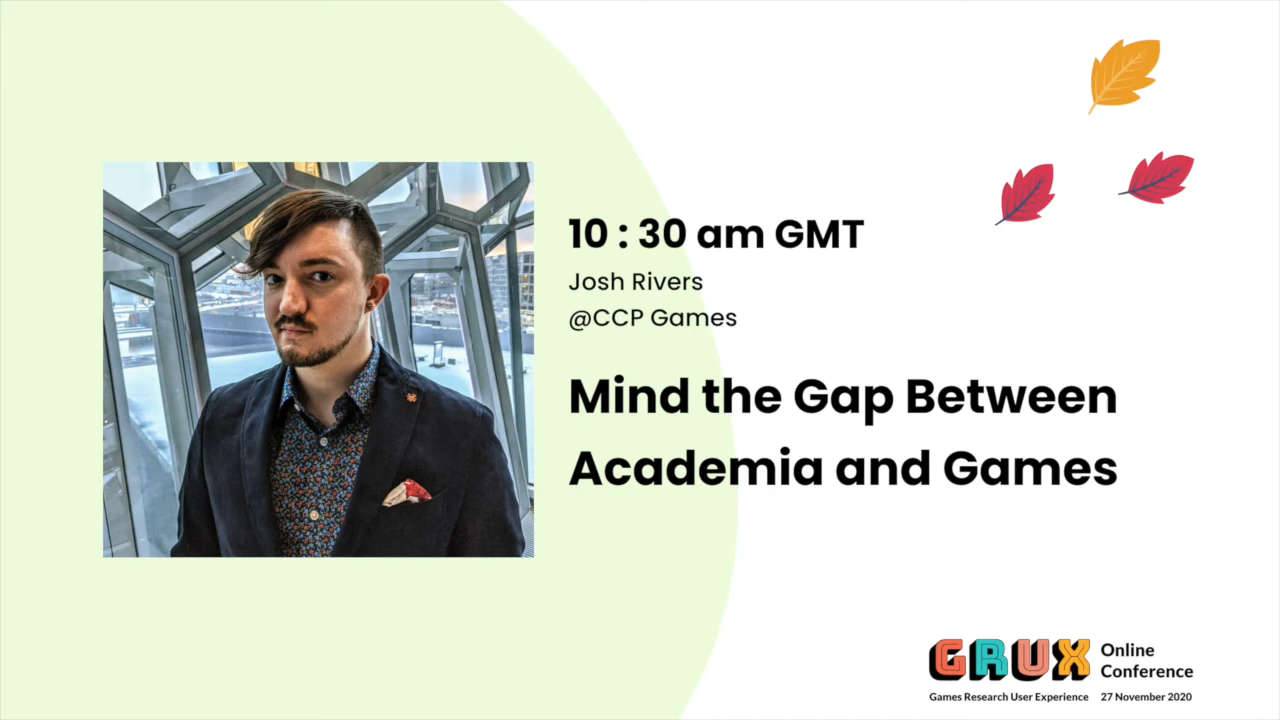 10 : 30 am GMT
Josh Rivers
@CCP Games
Mind the Gap Between
Academia and Games
GRUX
Online
Conference
Games Research User Experience
27 November 2020